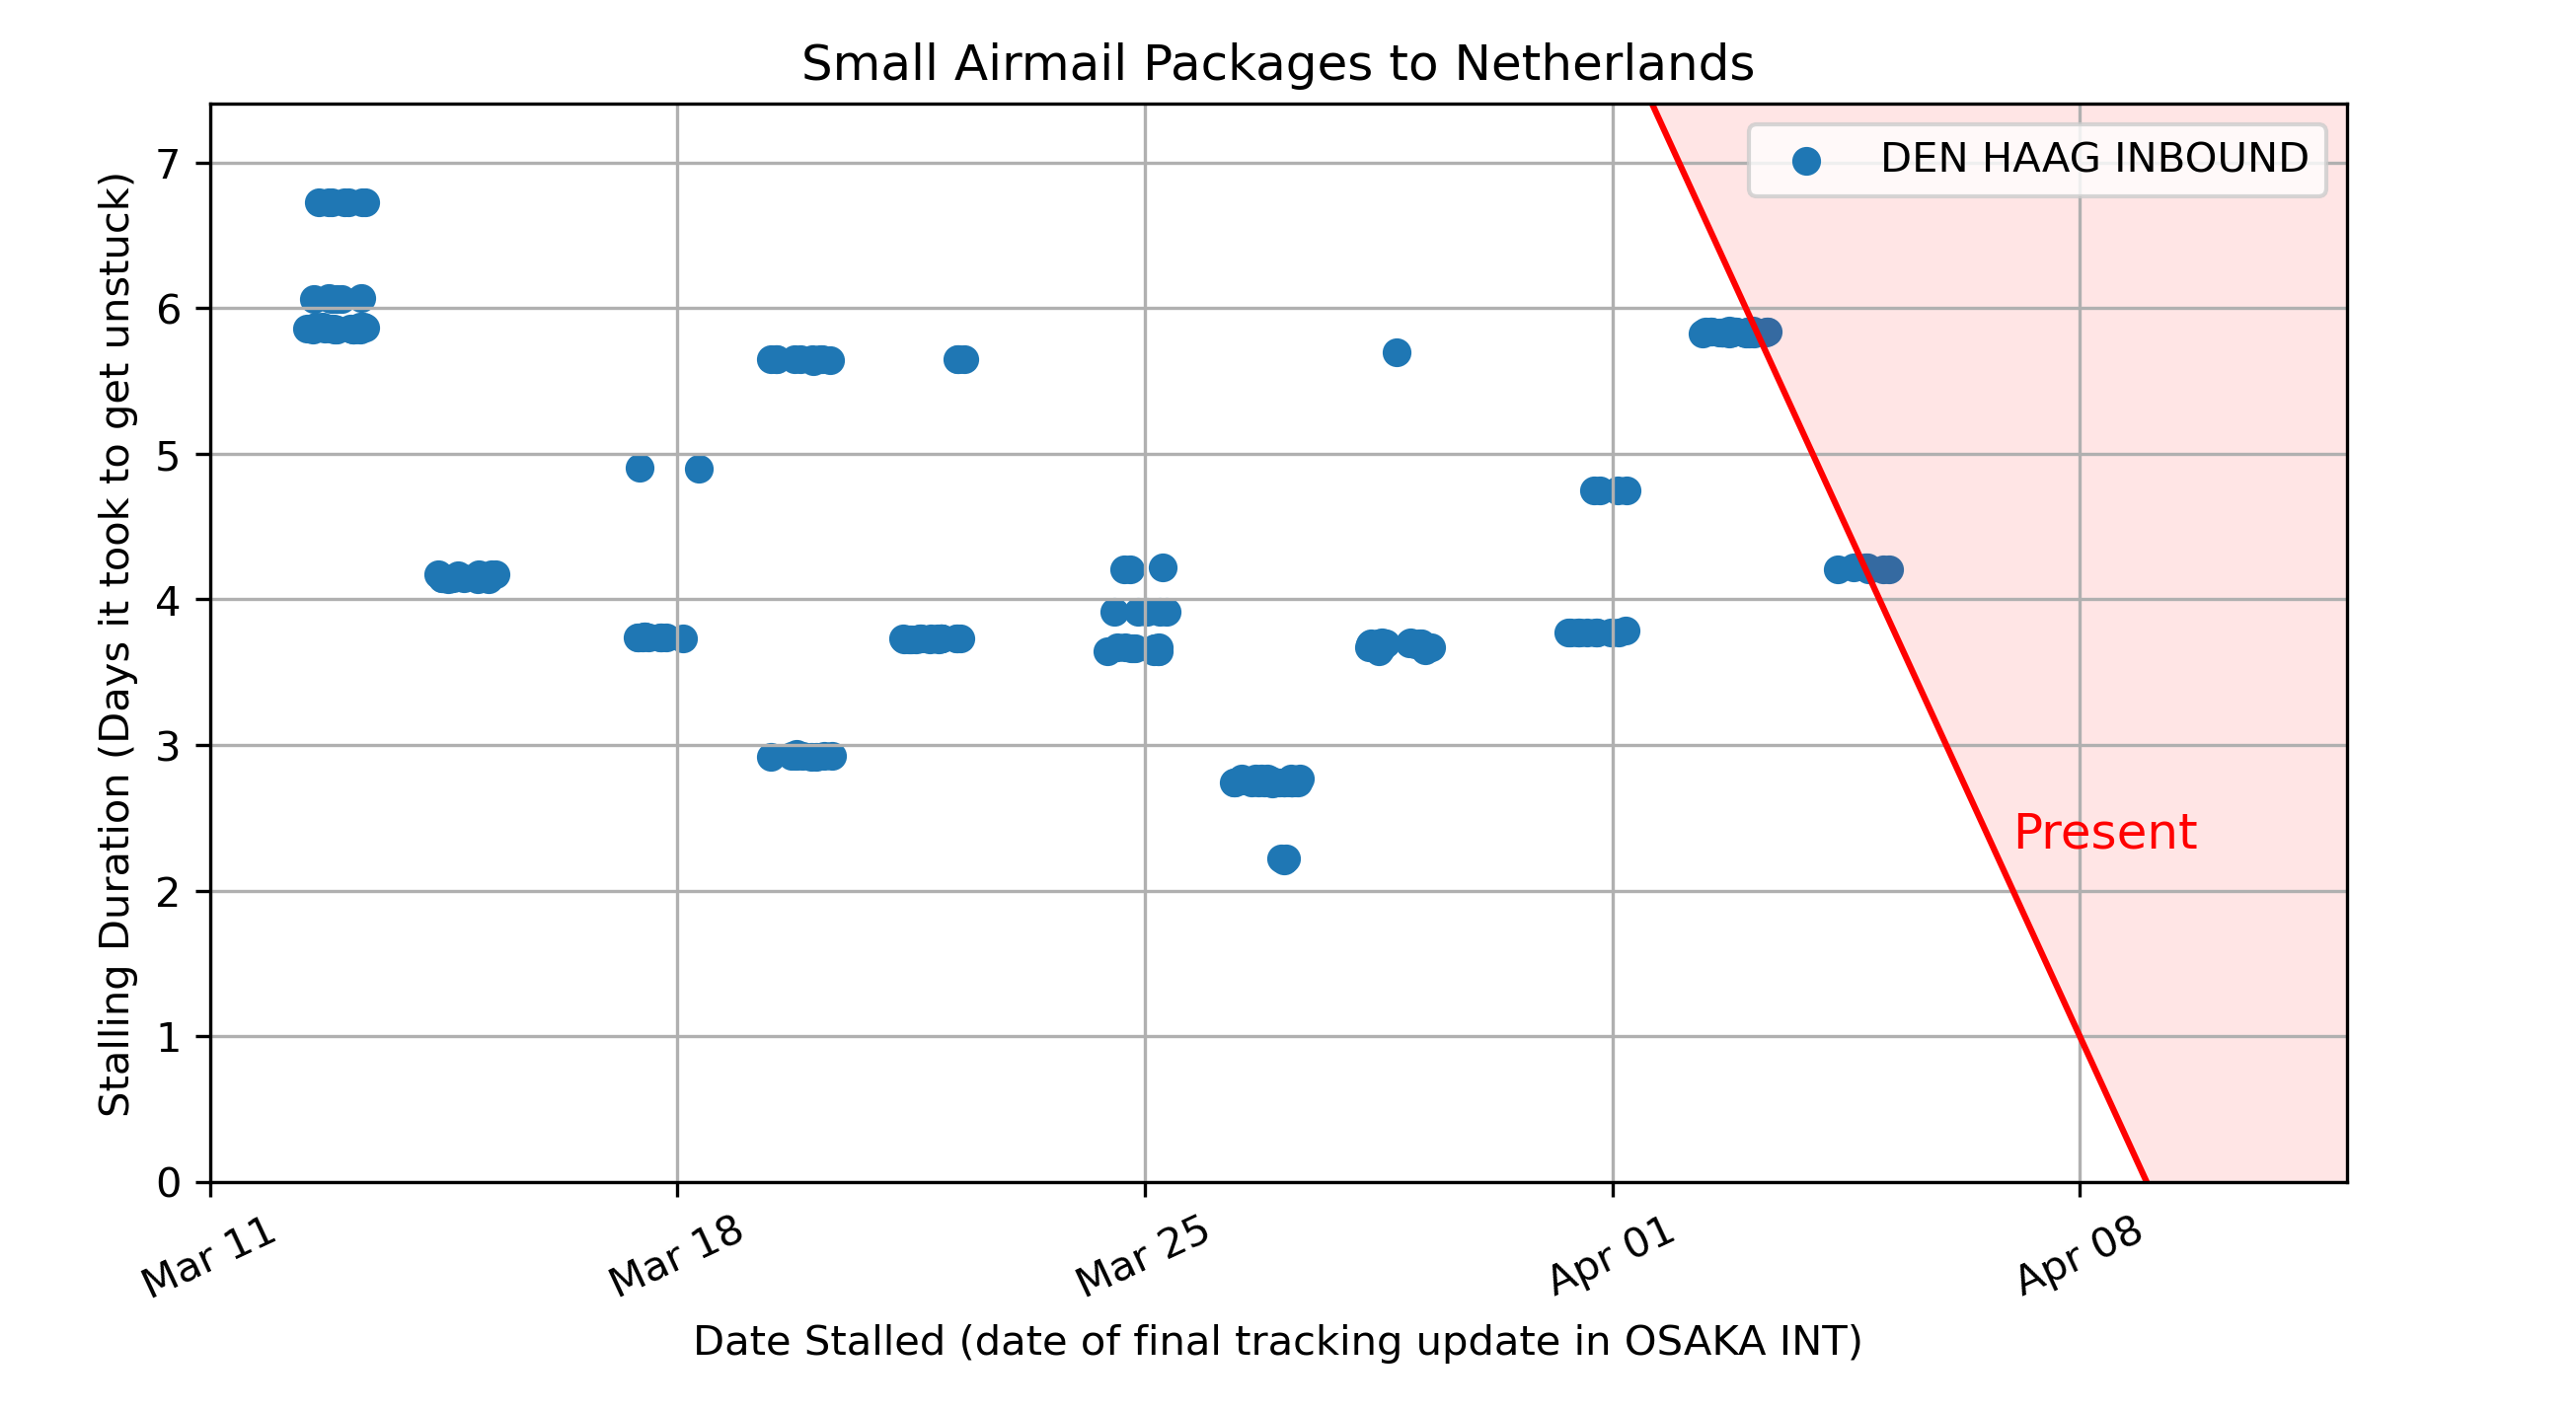 Small Airmail Packages to Netherlands
DEN HAAG INBOUND
Stalling Duration (Days it took to get unstuck)
7
6
5
4
3
2
1
0
Present
Mar 11
Mar 18
Mar 25
Apr 01
Apr 08
Date Stalled (date of final tracking update in OSAKA INT)